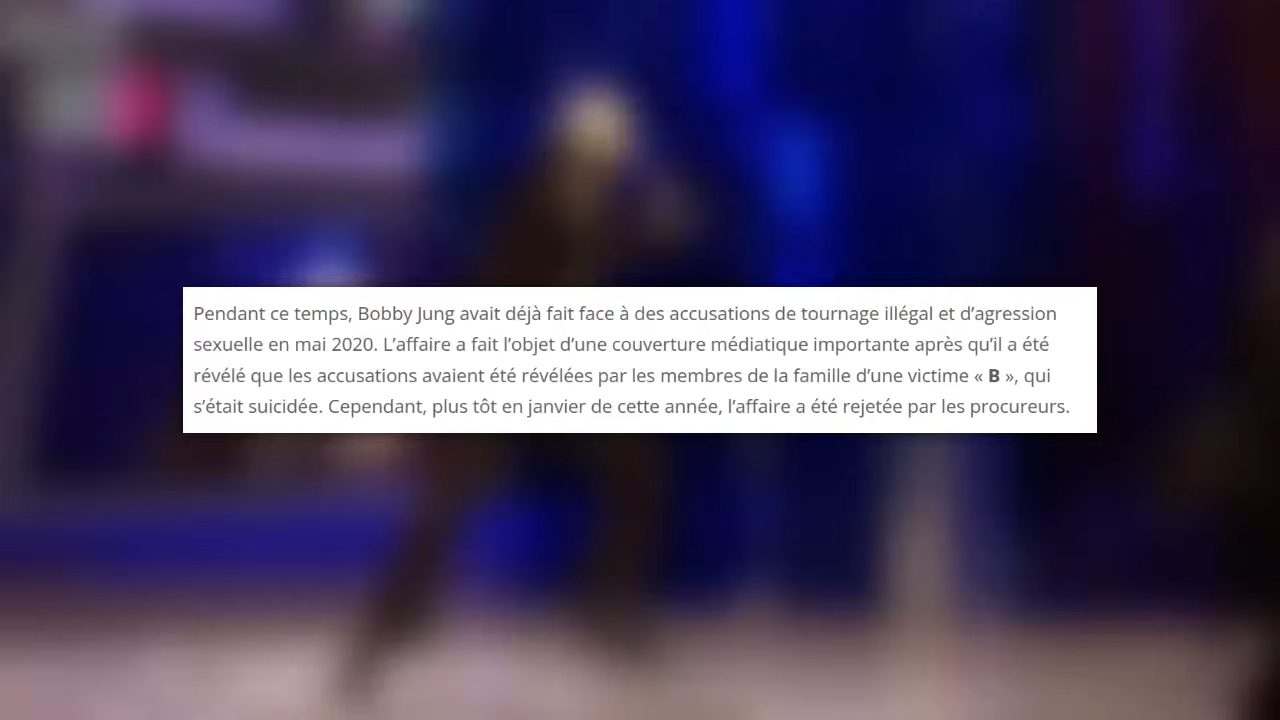 Pendant ce temps, Bobby Jung avait déjà fait face à des accusations de tournage illégal et d’agression
sexuelle en mai 2020. L’affaire a fait l’objet d’une couverture médiatique importante après qu’il a été
révélé que les accusations avaient été révélées par les membres de la famille d’une victime « B », qui
s’était suicidée. Cependant, plus tôt en janvier de cette année, l’affaire a été rejetée par les procureurs.